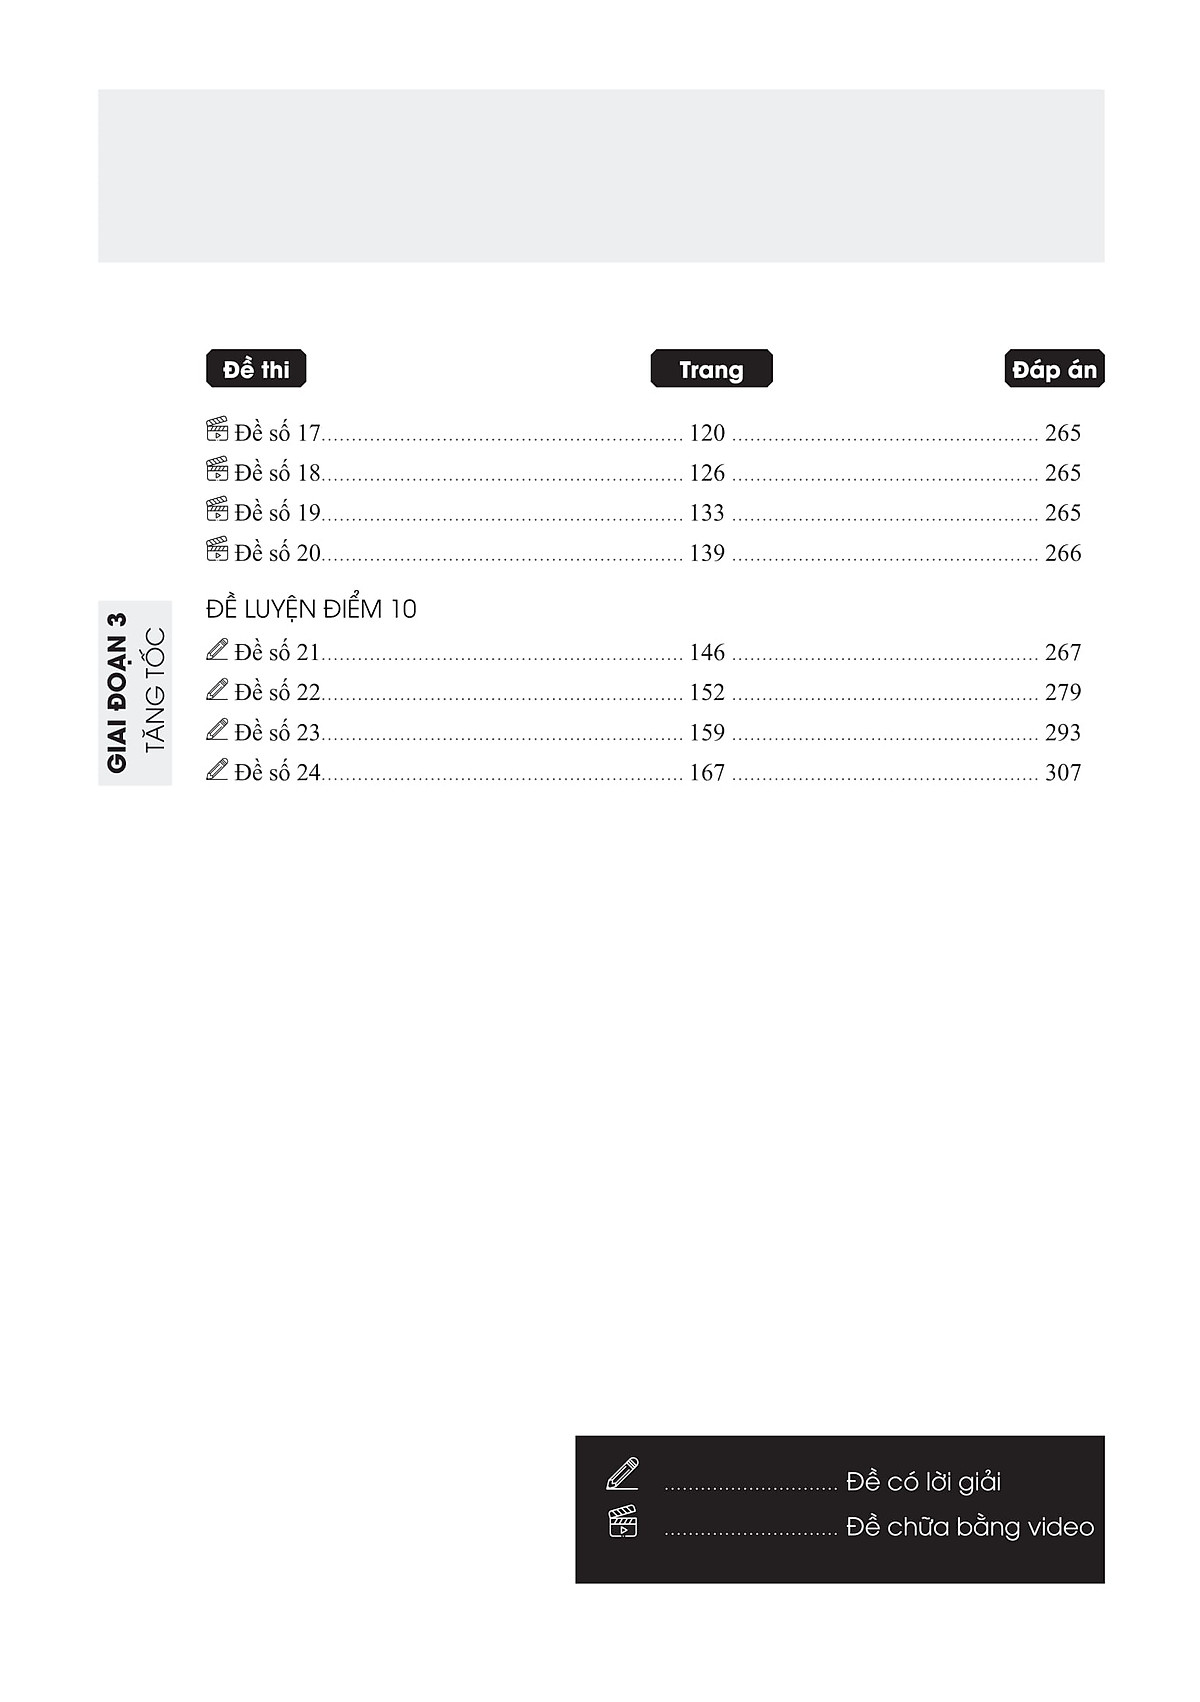 Đề thi Trang Đáp án
Đề số 17 120 265
Đề số 18 126 265
Đề số 19 133 265
Đề số 20 139 266
GIAI ĐOẠN 3
TĂNG TỐC
ĐỀ LUYỆN ĐIỂM 10
Đề số 21 146 267
Đề số 22 152 279
Đề số 23 159 293
Đề số 24 167 307
Đề có lời giải
Đề chữa bằng video